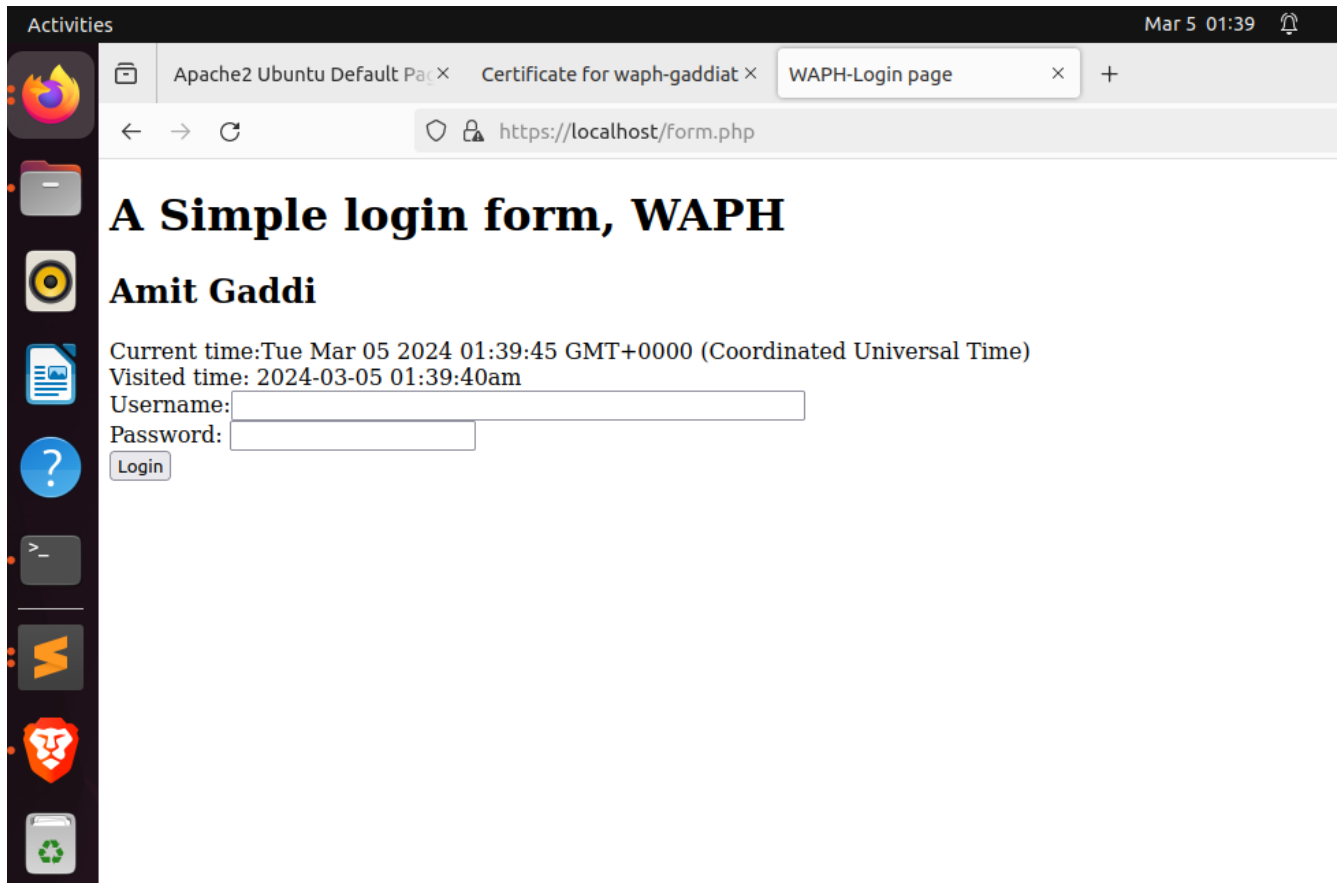 Activities
Mar 5 01:39
Apache2 Ubuntu Default Pag
Certificate for waph-gaddiat
WAPH-Login page
https://localhost/form.php
A Simple login form, WAPH
Amit Gaddi
Current time:Tue Mar 05 2024 01:39:45 GMT+0000 (Coordinated Universal Time)
Visited time: 2024-03-05 01:39:40am
Username:
Password:
Login